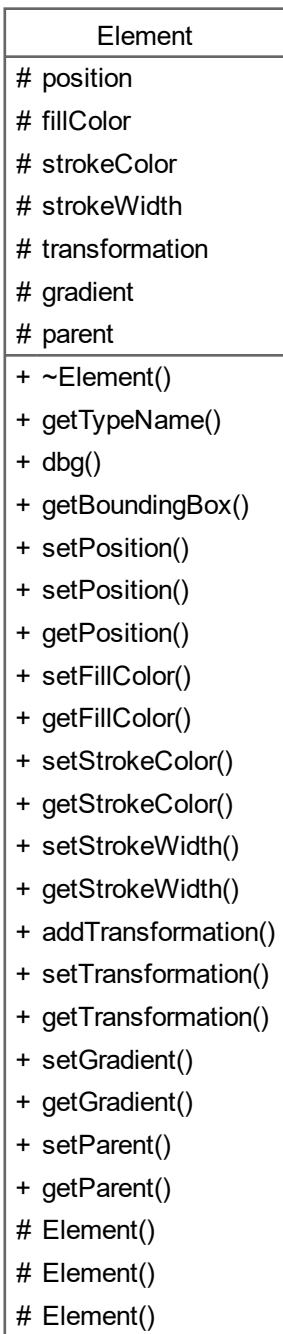 Element
# position
# fillColor
# strokeColor
# strokeWidth
# transformation
# gradient
# parent
+ ~Element()
+ getTypeName()
+ dbg()
+ getBoundingBox()
+ setPosition()
+ setPosition()
+ getPosition()
+ setFillColor()
+ getFillColor()
+ setStrokeColor()
+ getStrokeColor()
+ setStrokeWidth()
+ getStrokeWidth()
+ addTransformation()
+ setTransformation()
+ getTransformation()
+ setGradient()
+ getGradient()
+ setParent()
+ getParent()
# Element()
# Element()
# Element()